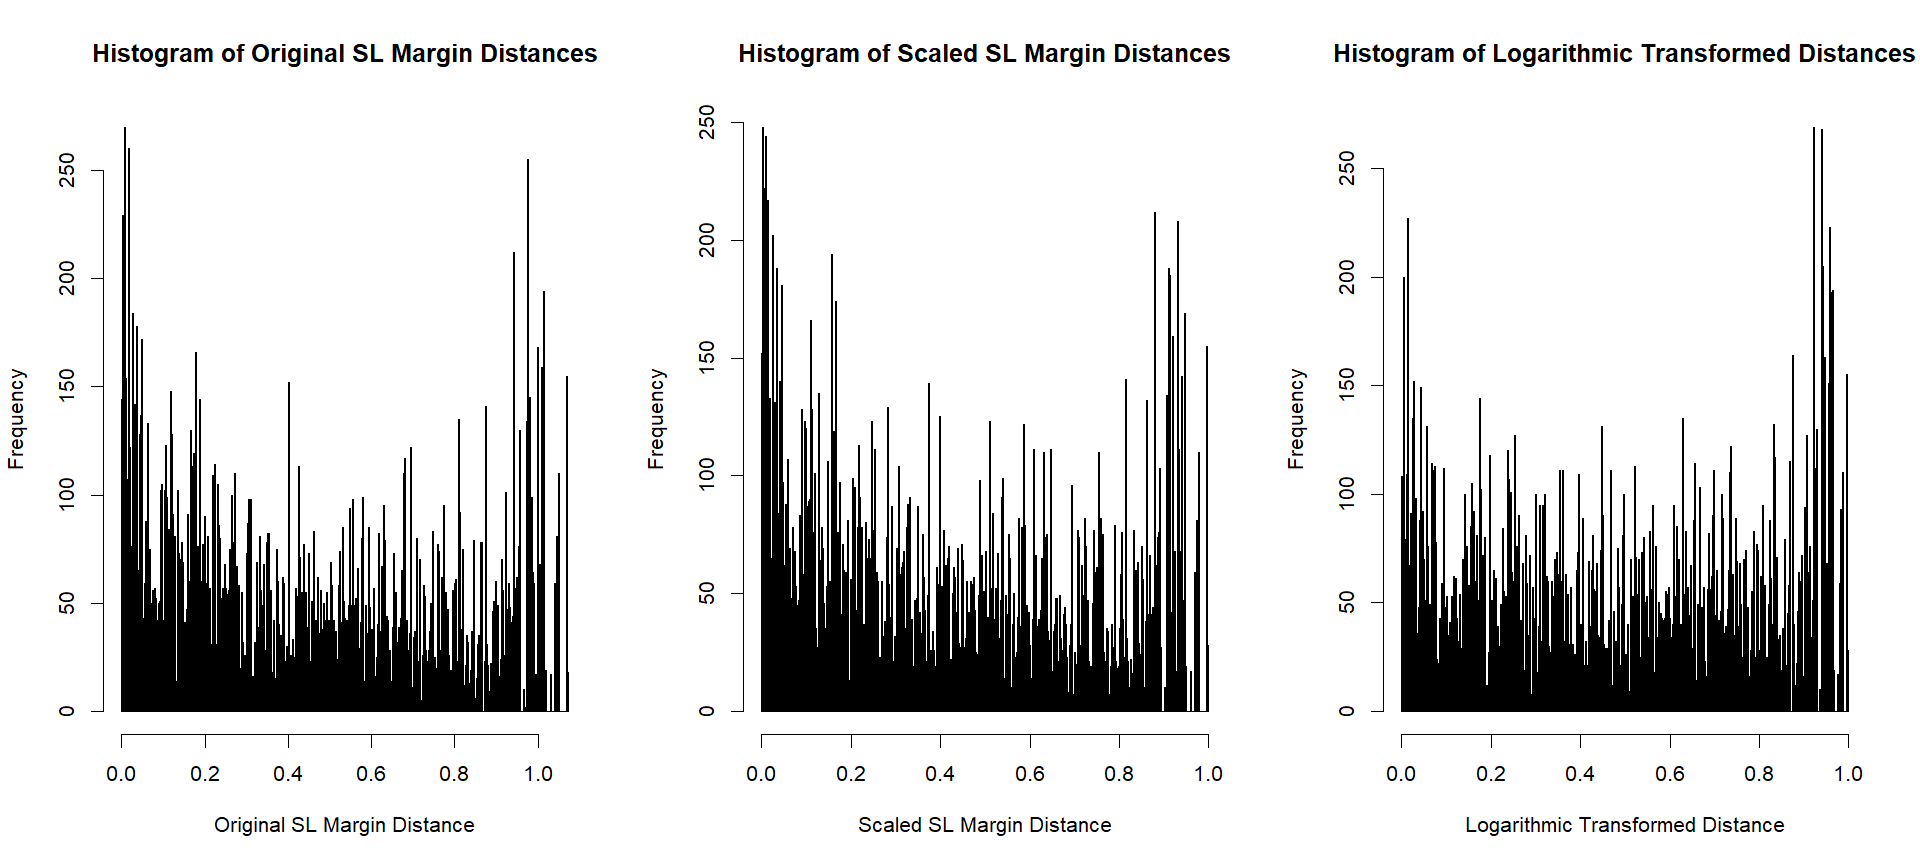 Histogram of Original SL Margin Distances
Frequency
250
200
150
100
50
0
0.0 0.2 0.4 0.6 0.8 1.0
Original SL Margin Distance
Histogram of Scaled SL Margin Distances
Frequency
250
200
150
100
50
0
0.0 0.2 0.4 0.6 0.8 1.0
Scaled SL Margin Distance
Histogram of Logarithmic Transformed Distances
Frequency
250
200
150
100
50
0
0.0 0.2 0.4 0.6 0.8 1.0
Logarithmic Transformed Distance